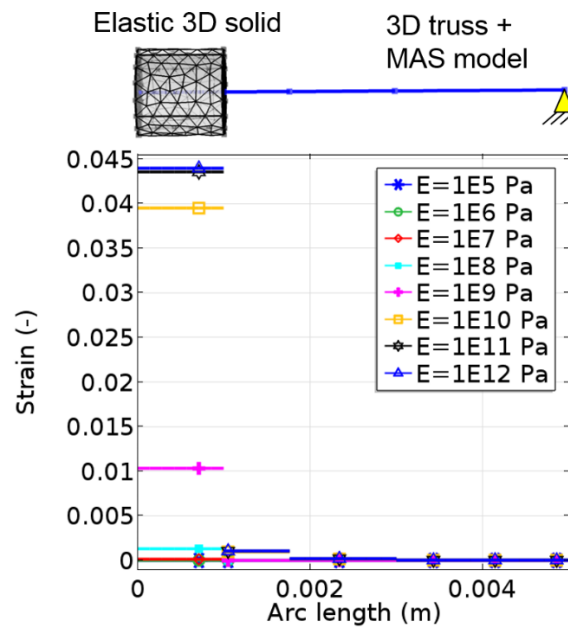 Elastic 3D solid
3D truss +
MAS model
0.045
0.04
0.035
0.03
0.025
0.02
0.015
0.01
0.005
0
Strain (-)
E=1E5 Pa
E=1E6 Pa
E=1E7 Pa
E=1E8 Pa
E=1E9 Pa
E=1E10 Pa
E=1E11 Pa
E=1E12 Pa
0
0.002
0.004
Arc length (m)